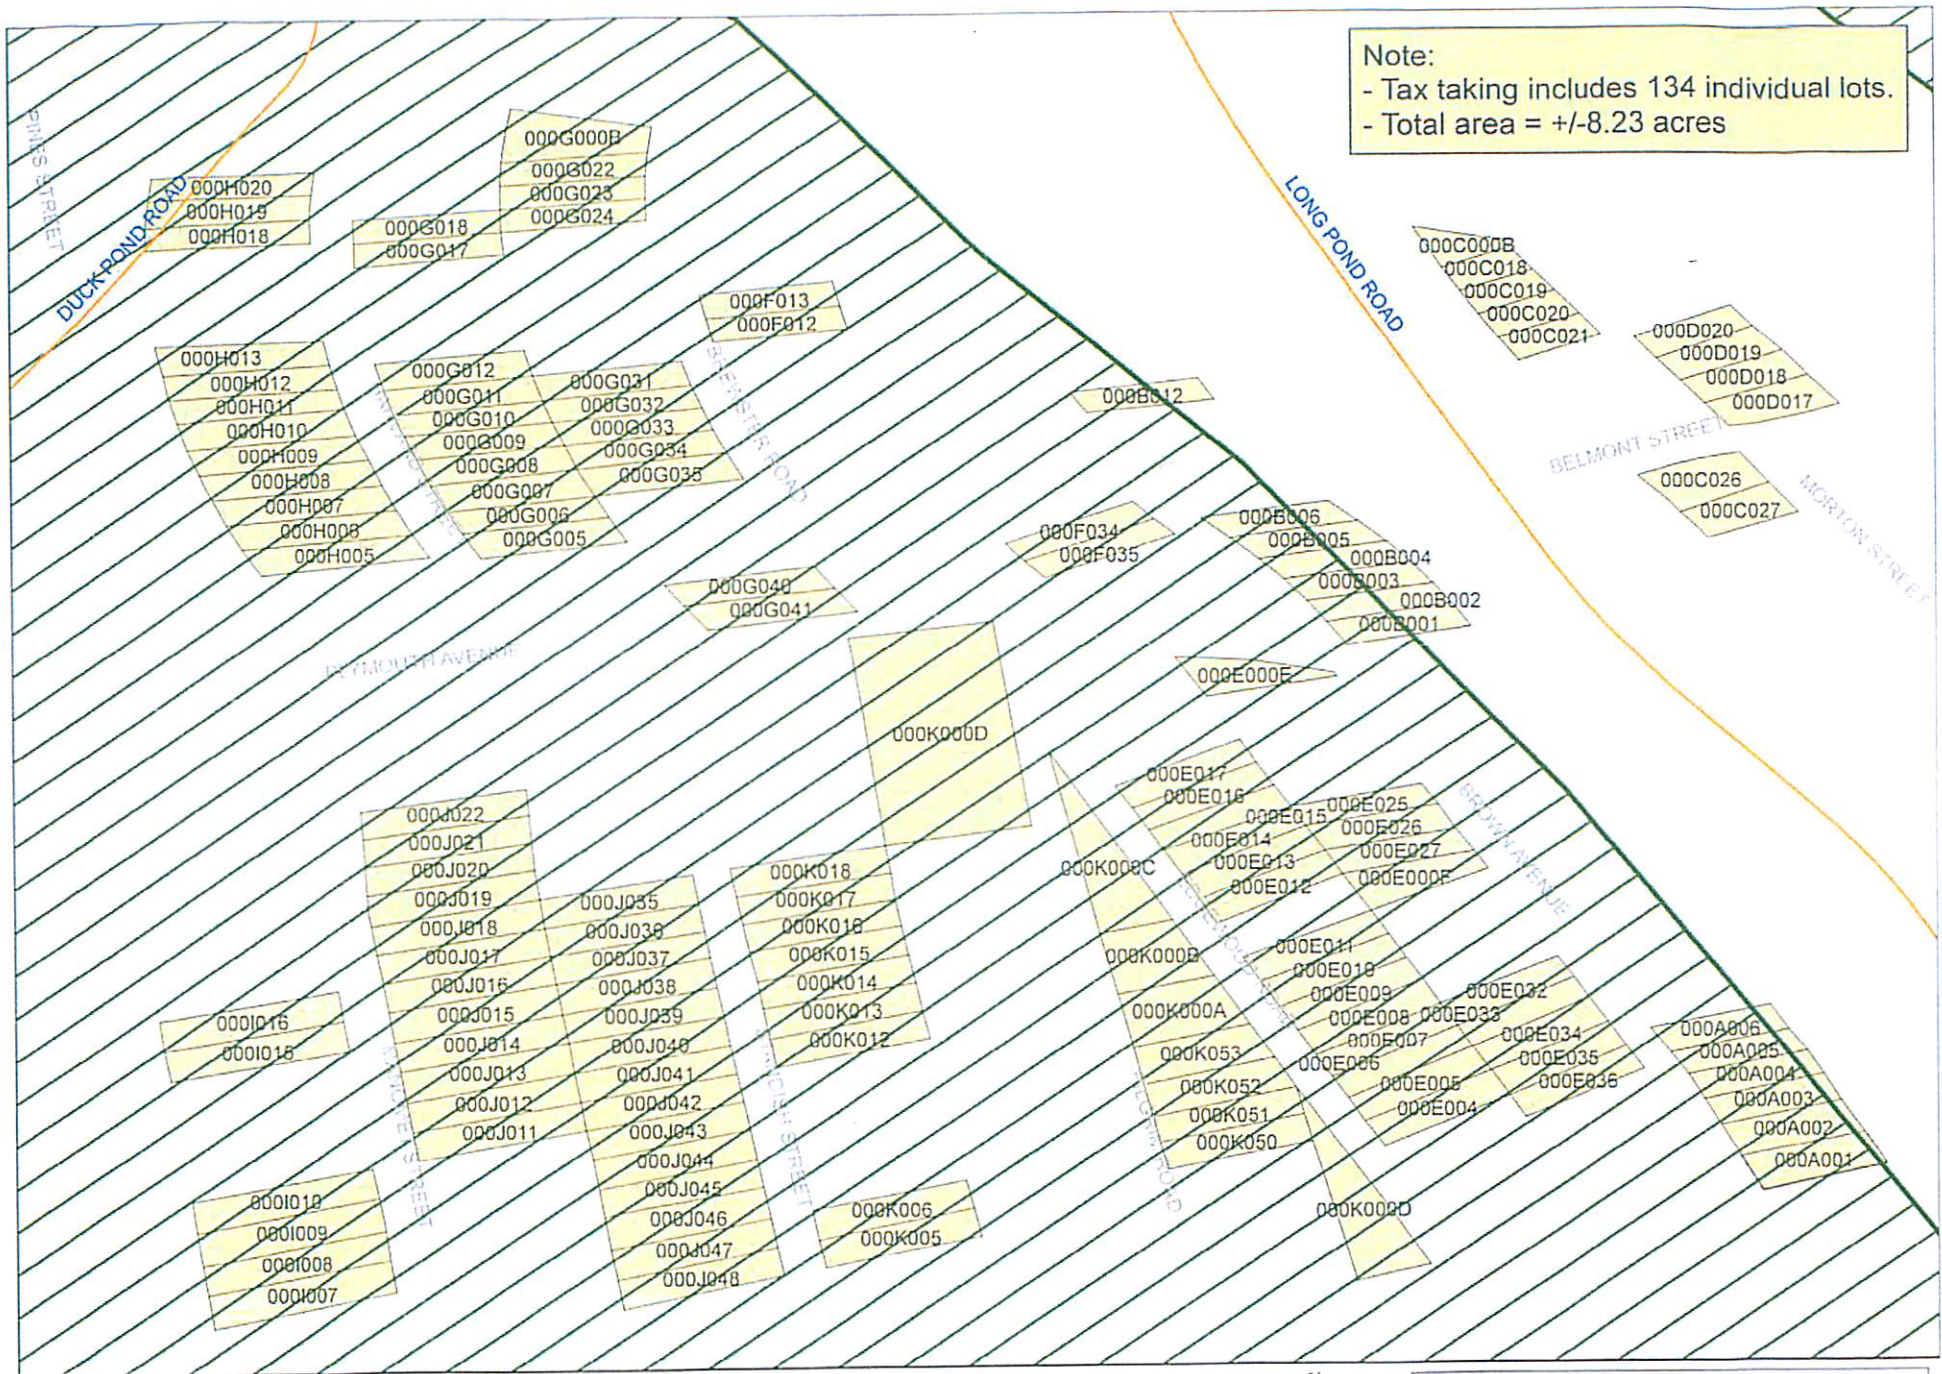 Note:
- Tax taking includes 134 individual lots.
- Total area = +/-8.23 acres
PINES STREET
DUCK POND ROAD
000H020
000H019
000H018
000G000B
000G022
000G023
000G024
000G018
000G017
LONG POND ROAD
000C000B
000C018
000C019
000C020
000C021
000D020
000D019
000D018
000D017
BELMONT STREET
000C026
000C027
MORTON STREET
000F013
000F012
BREWSTER ROAD
000H013
000H012
000H011
000H010
000H009
000H008
000H007
000H006
000H005
000G012
000G011
000G010
000G009
000G008
000G007
000G006
000G005
000G031
000G032
000G033
000G034
000G035
000B012
000F034
000F035
000B006
000B005
000B004
000B003
000B002
000B001
000G040
000G041
PLYMOUTH AVENUE
000E000E
000K000D
000E017
000E016
000E015
000E014
000E013
000E012
000E025
000E026
000E027
000E000F
BROWN AVENUE
000K000C
000K000B
000K000A
000K053
000K052
000K051
000K050
000E011
000E010
000E009
000E008
000E007
000E006
000E005
000E004
000E032
000E033
000E034
000E035
000E036
000A006
000A005
000A004
000A003
000A002
000A001
000J022
000J021
000J020
000J019
000J018
000J017
000J016
000J015
000J014
000J013
000J012
000J011
000J035
000J036
000J037
000J038
000J039
000J040
000J041
000J042
000J043
000J044
000J045
000J046
000J047
000J048
000K018
000K017
000K016
000K015
000K014
000K013
000K012
000I016
000I015
STREET
STREET
ROAD
000I010
000I009
000I008
000I007
000K006
000K005
000K000D